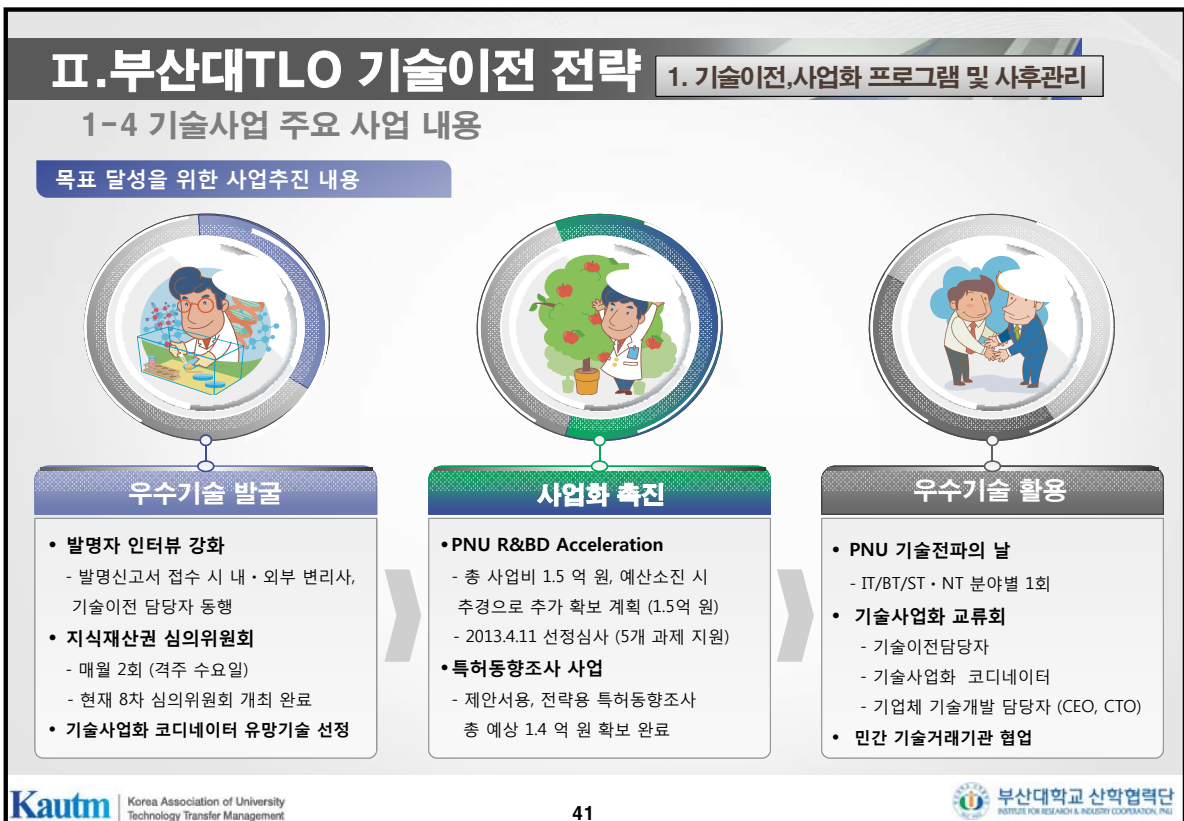 Ⅱ.부산대TLO 기술이전 전략
1. 기술이전,사업화 프로그램 및 사후관리
1-4 기술사업 주요 사업 내용
목표 달성을 위한 사업추진 내용
우수기술 발굴
• 발명자 인터뷰 강화
- 발명신고서 접수 시 내・외부 변리사,
기술이전 담당자 동행
• 지식재산권 심의위원회
- 매월 2회 (격주 수요일)
- 현재 8차 심의위원회 개최 완료
• 기술사업화 코디네이터 유망기술 선정
사업화 촉진
•PNU R&BD Acceleration
- 총 사업비 1.5 억 원, 예산소진 시
추경으로 추가 확보 계획 (1.5억 원)
- 2013.4.11 선정심사 (5개 과제 지원)
•특허동향조사 사업
- 제안서용, 전략용 특허동향조사
총 예상 1.4 억 원 확보 완료
우수기술 활용
• PNU 기술전파의 날
- IT/BT/ST・NT 분야별 1회
• 기술사업화 교류회
- 기술이전담당자
- 기술사업화 코디네이터
- 기업체 기술개발 담당자 (CEO, CTO)
• 민간 기술거래기관 협업
Kautm
Korea Association of University
Technology Transfer Management
41
부산대학교 산학협력단
INSTITUTE FOR RESEARCH & INDUSTRY COOPERATION, PNU